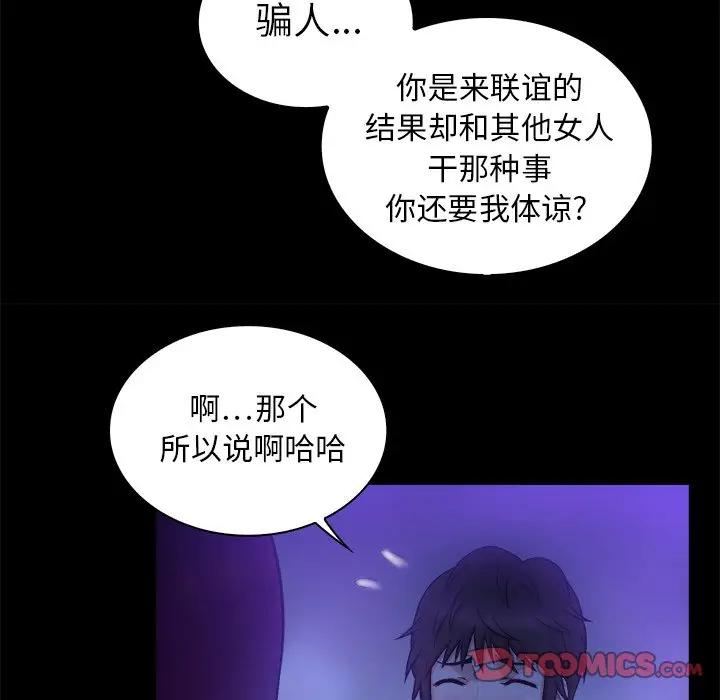 骗人...
你是来联谊的
结果却和其他女人
干那种事
你还要我体谅?
啊...那个
所以说啊哈哈
TOOMICS.COM